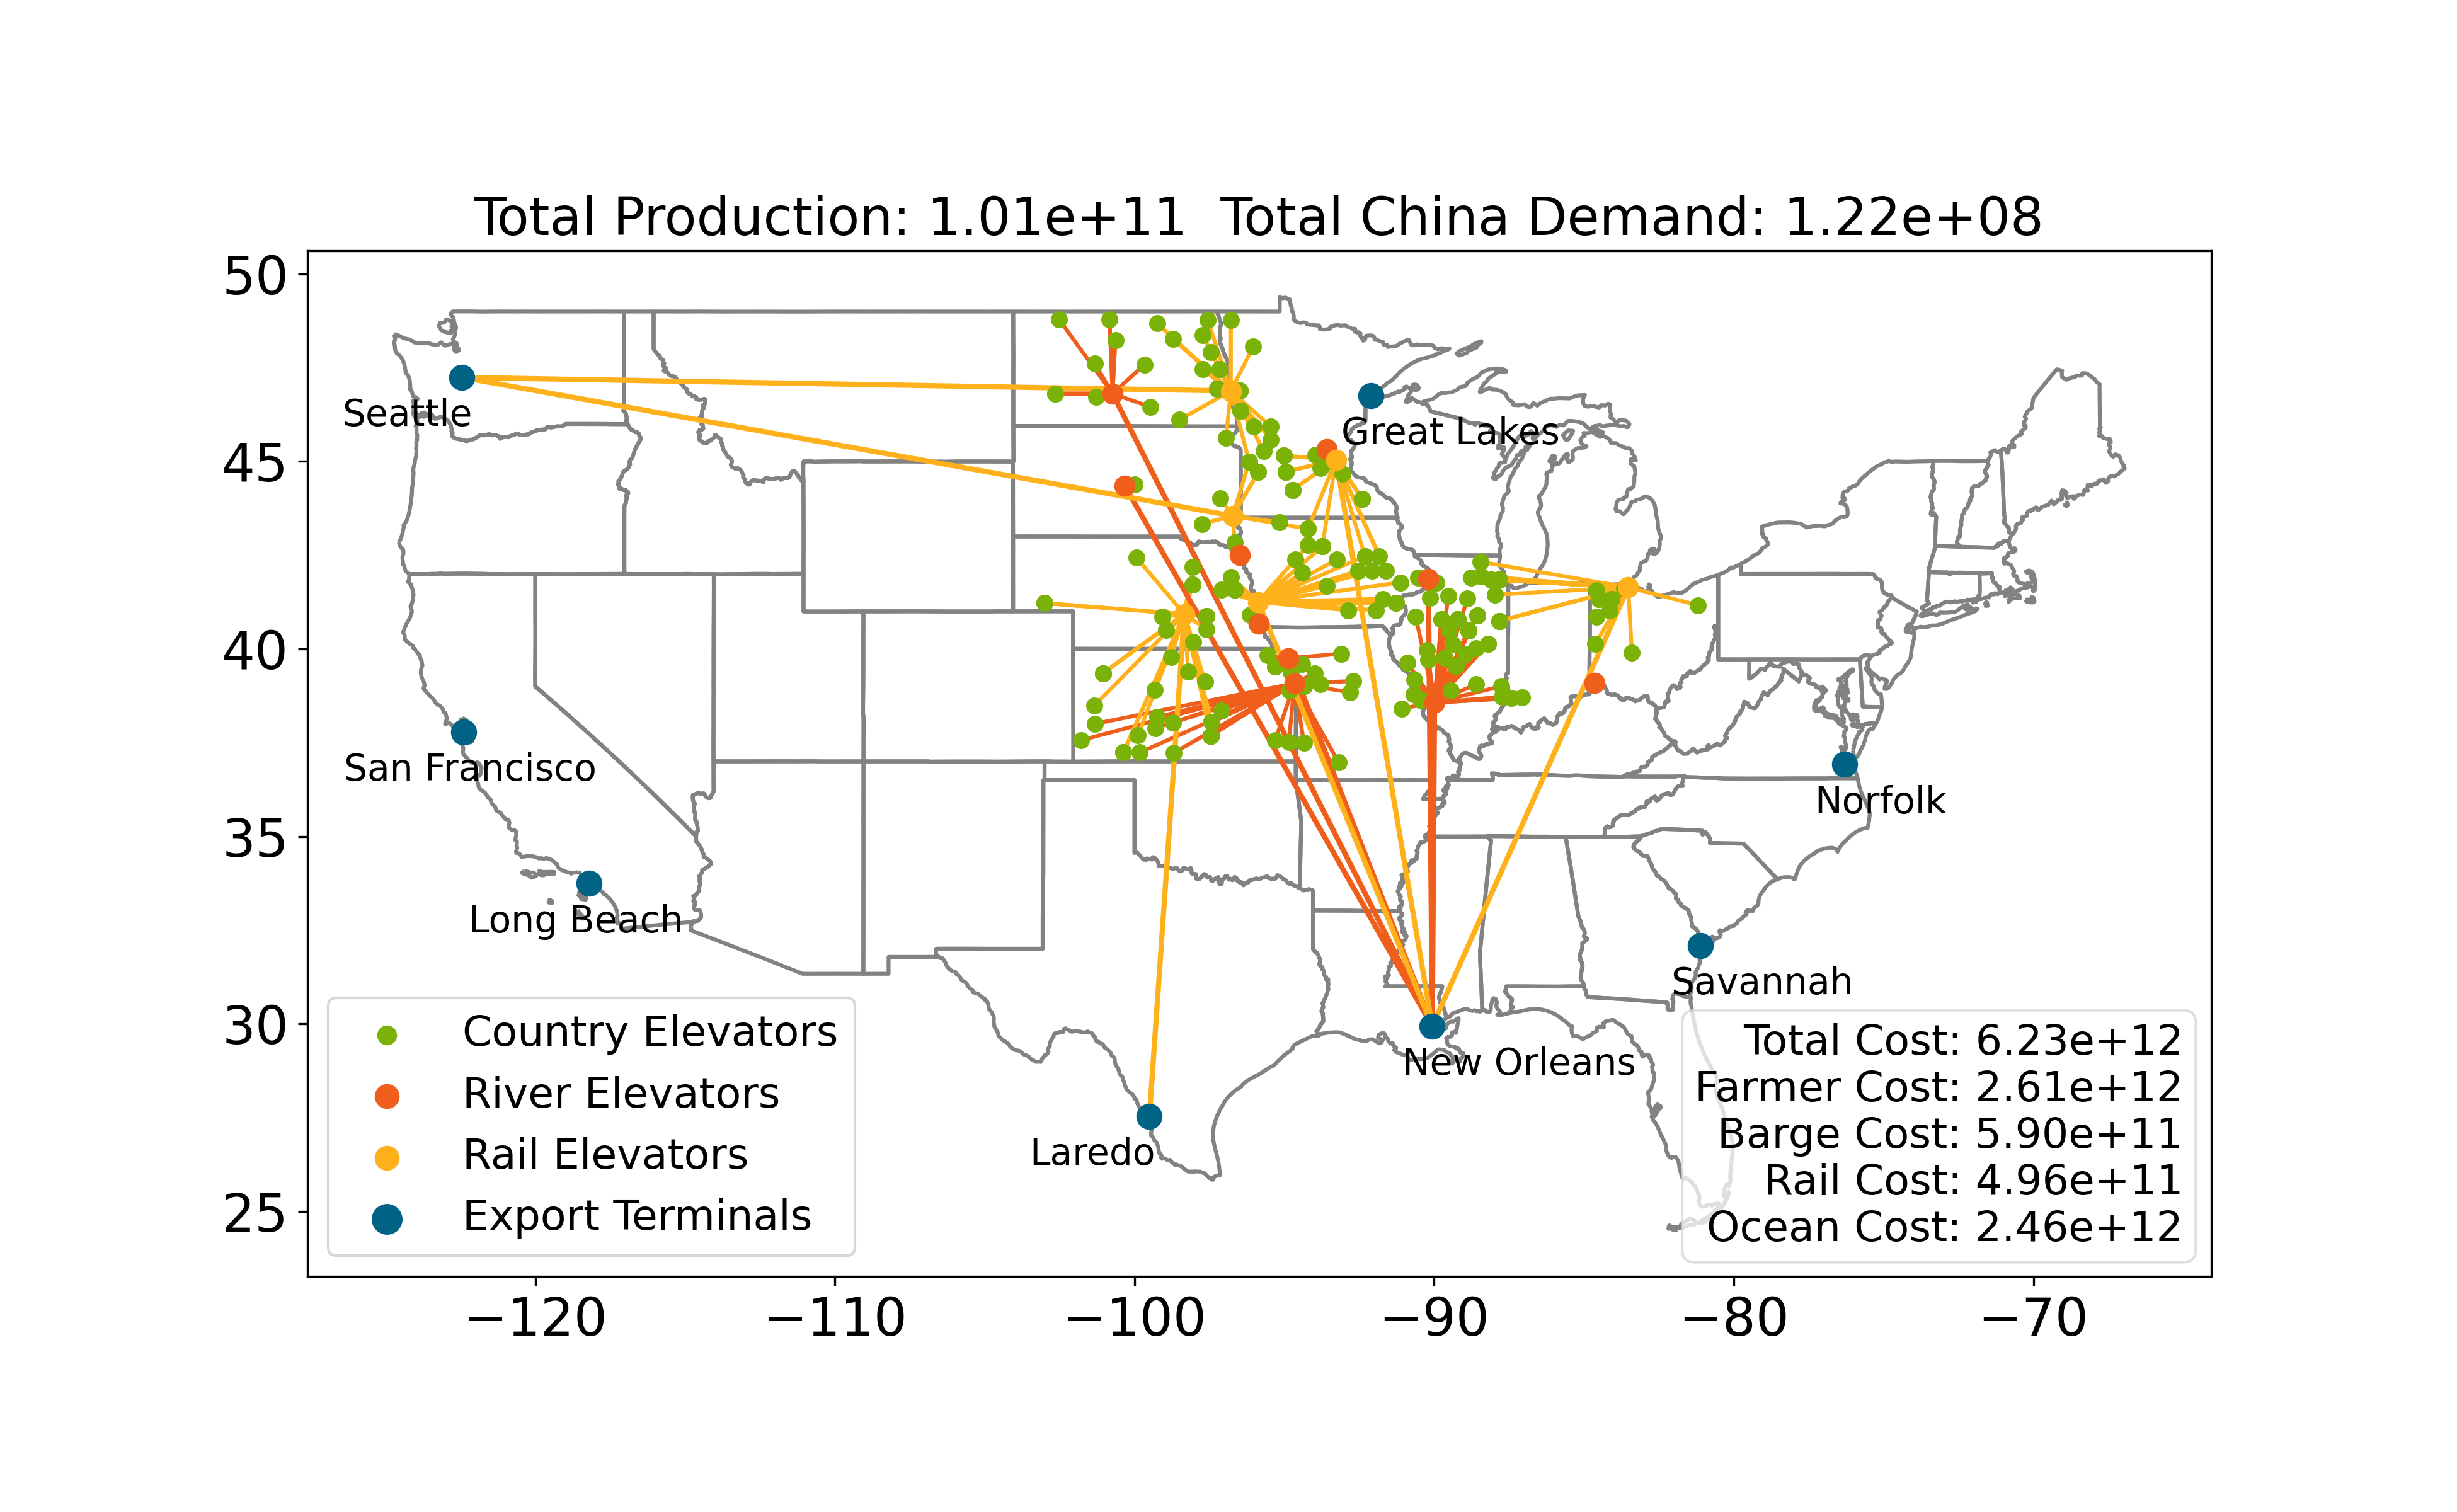 Total Production: 1.01e+11  Total China Demand: 1.22e+08
50
45
40
35
30
25
−120
−110
−100
−90
−80
−70
Seattle
Great Lakes
San Francisco
Norfolk
Long Beach
Savannah
New Orleans
Laredo
Country Elevators
River Elevators
Rail Elevators
Export Terminals
Total Cost: 6.23e+12
Farmer Cost: 2.61e+12
Barge Cost: 5.90e+11
Rail Cost: 4.96e+11
Ocean Cost: 2.46e+12